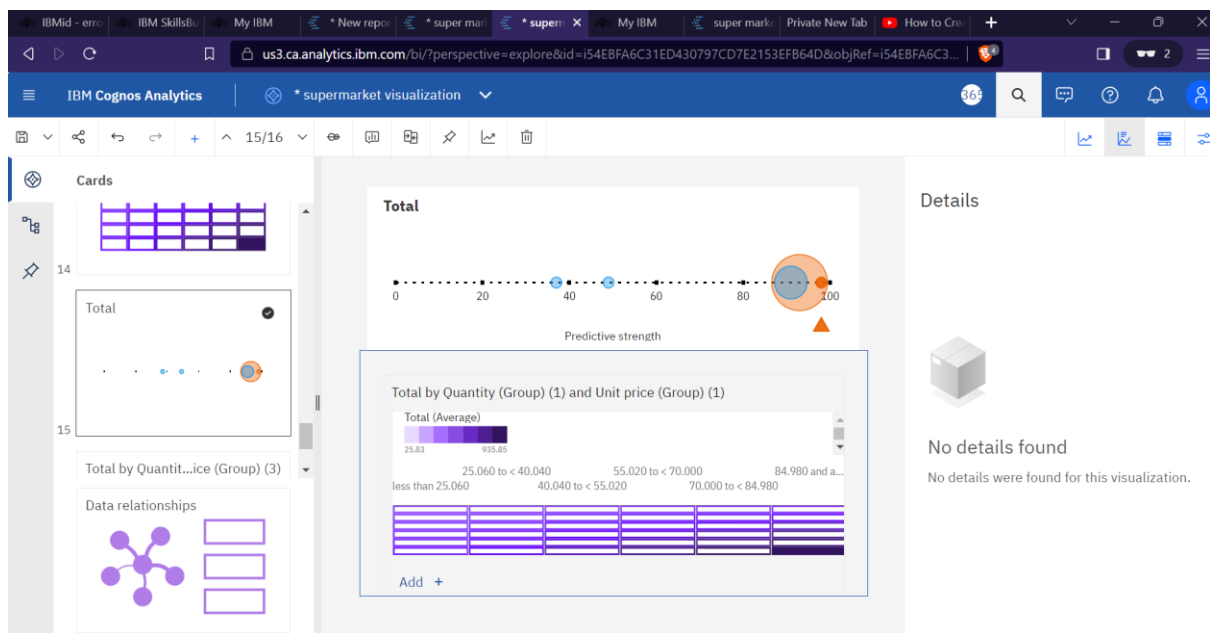 IBMid - erro
IBM SkillsBu
My IBM
* New repor
* super mark
* superm
My IBM
super marke
Private New Tab
How to Crea
us3.ca.analytics.ibm.com/bi/?perspective=explore&id=i54EBFA6C31ED430797CD7E2153EFB64D&objRef=i54EBFA6C3...
2
IBM Cognos Analytics
* supermarket visualization
365
15/16
Cards
14
Total
15
Total by Quantit...ice (Group) (3)
Data relationships
Total
0 20 40 60 80 100
Predictive strength
Total by Quantity (Group) (1) and Unit price (Group) (1)
Total (Average)
25.83 935.85
25.060 to < 40.040 55.020 to < 70.000 84.980 and a...
less than 25.060 40.040 to < 55.020 70.000 to < 84.980
Add +
Details
No details found
No details were found for this visualization.